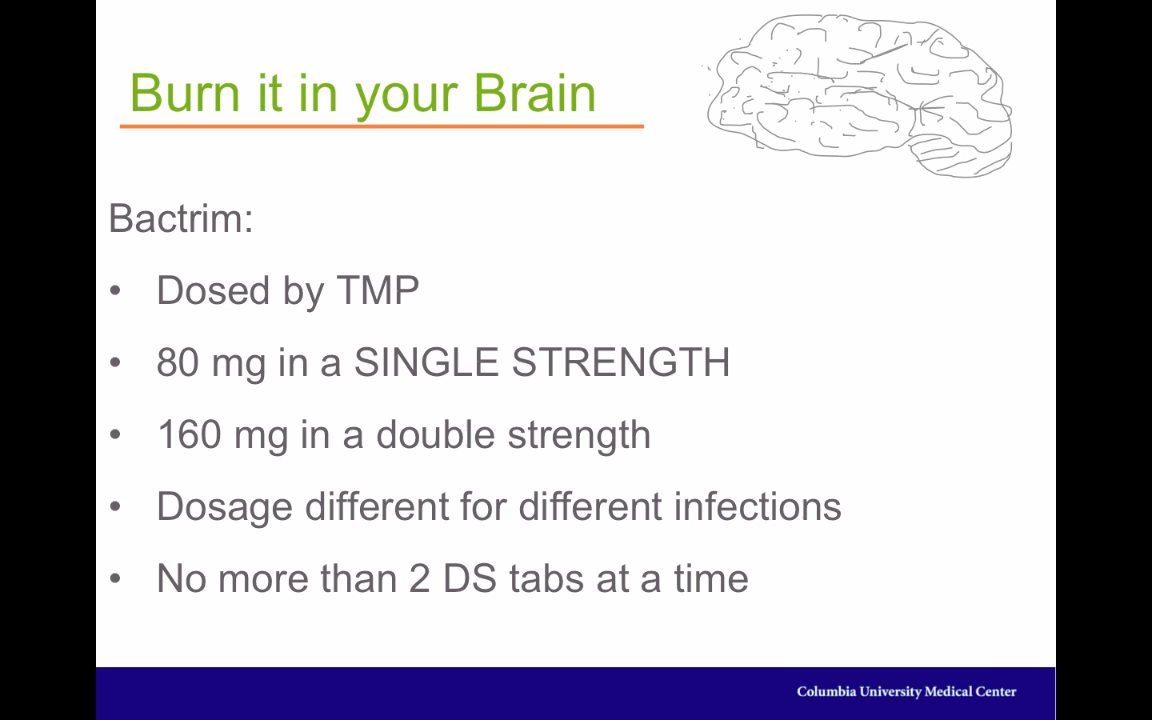 Burn it in your Brain
Bactrim:
• Dosed by TMP
• 80 mg in a SINGLE STRENGTH
• 160 mg in a double strength
• Dosage different for different infections
• No more than 2 DS tabs at a time
Columbia University Medical Center